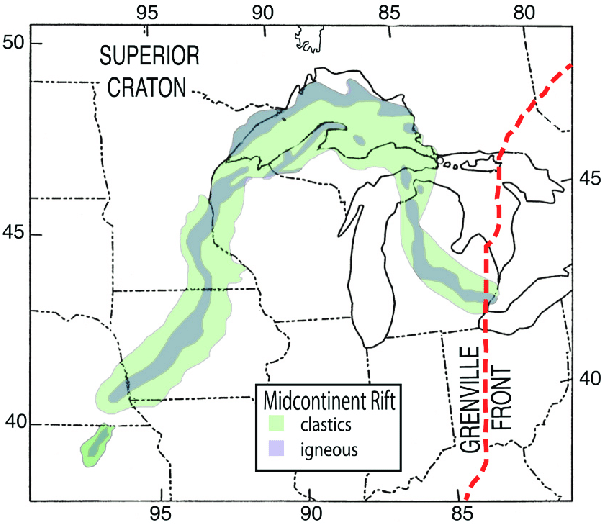 95 90 85 80
50
SUPERIOR
CRATON
45
45
40
40
Midcontinent Rift
clastics
igneous
GRENVILLE
FRONT
95 90 85